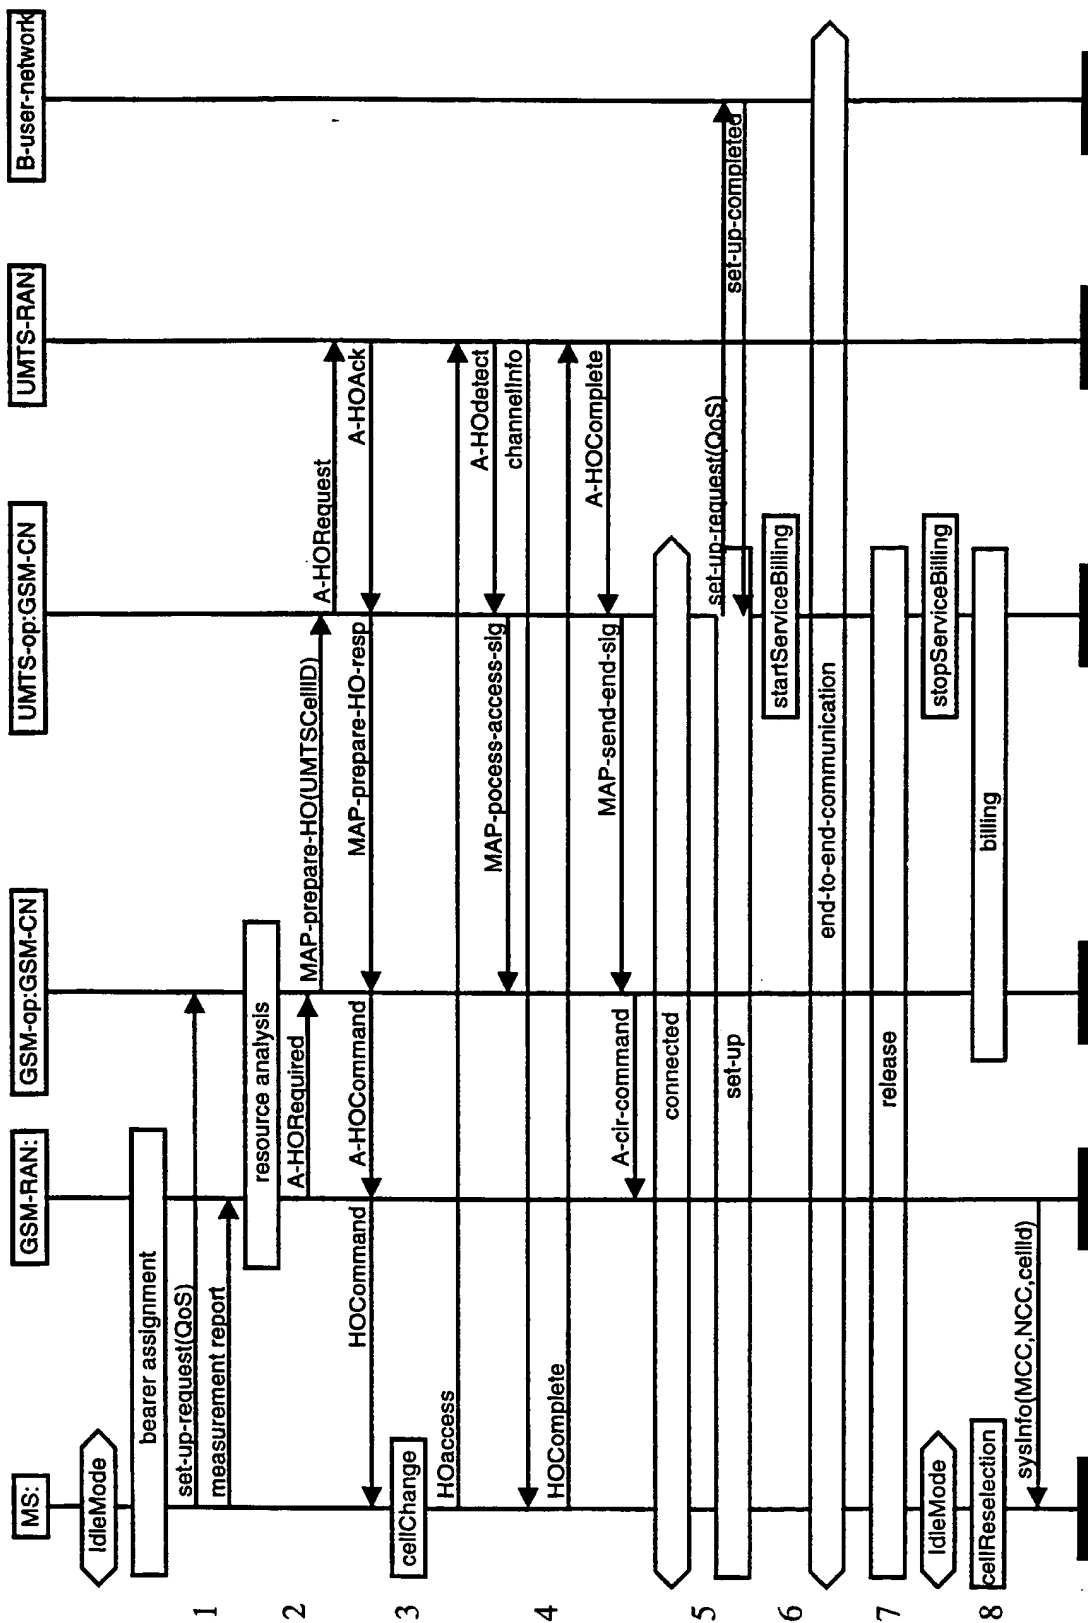 MS:
GSM-RAN:
GSM-op:GSM-CN
UMTS-op:GSM-CN
UMTS-RAN:
B-user-network
IdleMode
bearer assignment
1
set-up-request(QoS)
measurement report
resource analysis
2
A-HORequired
MAP-prepare-HO(UMTSCellID)
A-HORequest
HOCommand
A-HOCommand
MAP-prepare-HO-resp
A-HOAck
3
cellChange
HOaccess
A-HOdetect
MAP-pocess-access-sig
channelInfo
4
HOComplete
A-HOComplete
MAP-send-end-sig
A-clr-command
connected
5
set-up
set-up-request(QoS)
set-up-completed
6
startServiceBilling
end-to-end-communication
7
release
IdleMode
stopServiceBilling
8
cellReselection
billing
sysInfo(MCC,NCC,cellId)